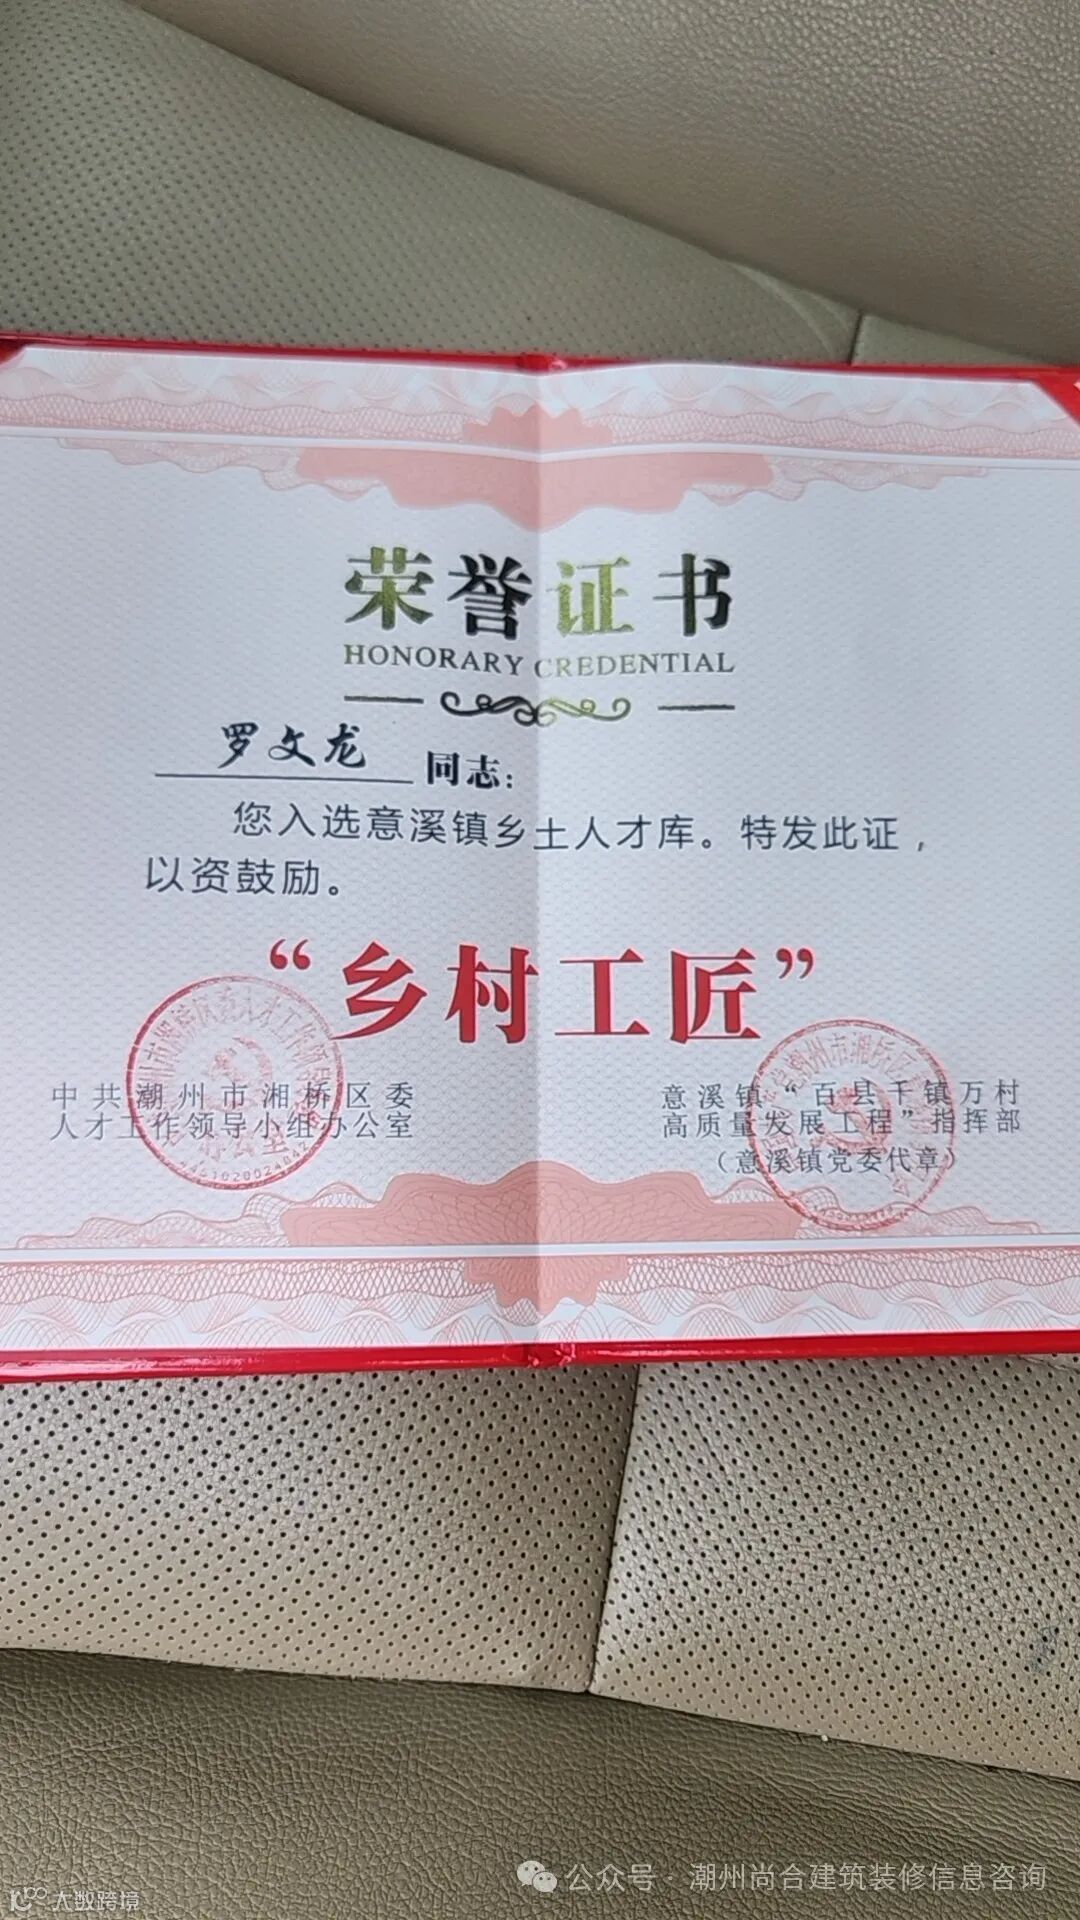 荣誉证书
HONORARY CREDENTIAL
罗文龙 同志：
您入选意溪镇乡土人才库。特发此证，
以资鼓励。
“乡村工匠”
中共潮州市湘桥区委
人才工作领导小组办公室
意溪镇“百县千镇万村
高质量发展工程”指挥部
（意溪镇党委代章）
公众号·潮州尚合建筑装修信息咨询
大数跨境